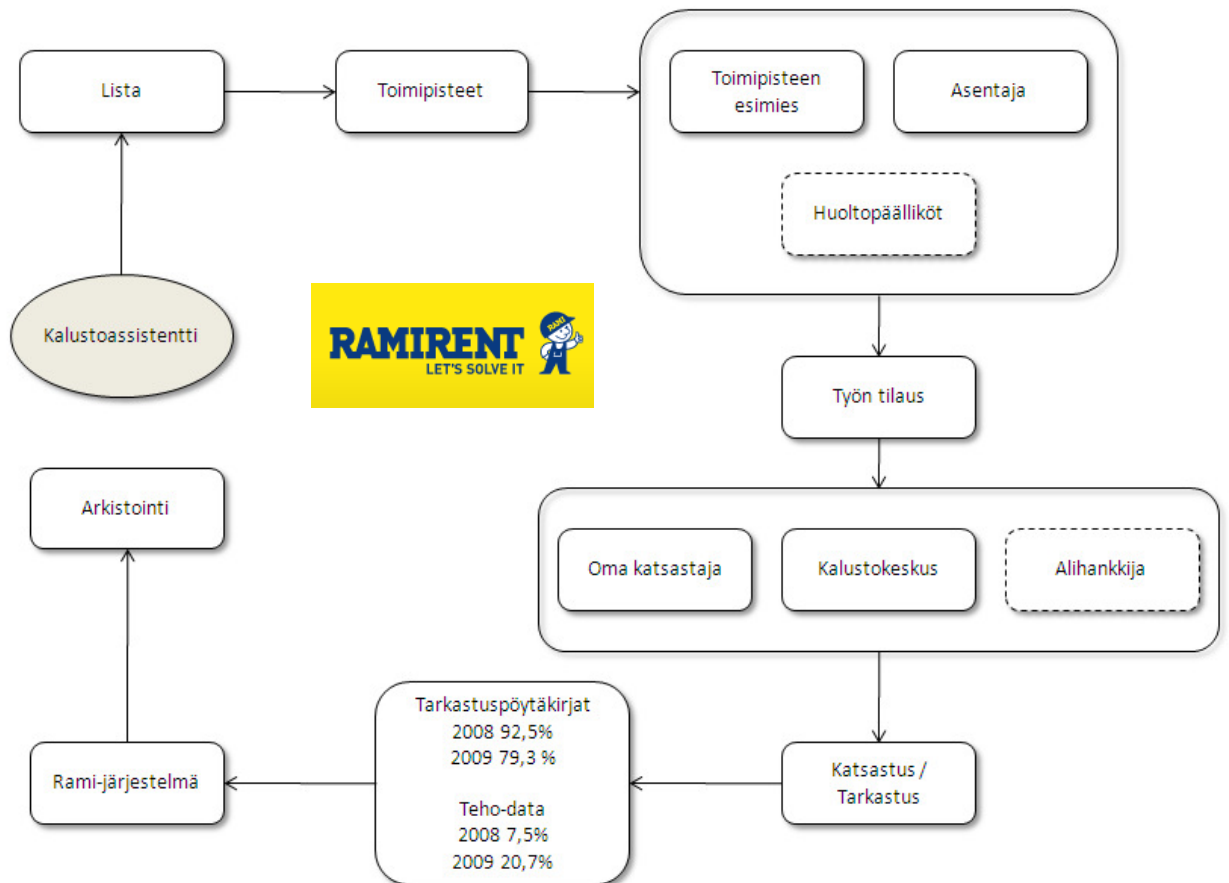 Lista
Toimipisteet
Toimipisteen
esimies
Asentaja
Huoltopäälliköt
Kalustoassistentti
RAMI
RAMIRENT
LET'S SOLVE IT
Työn tilaus
Arkistointi
Oma katsastaja
Kalustokeskus
Alihankkija
Tarkastuspöytäkirjat
2008 92,5%
2009 79,3 %
Teho-data
2008 7,5%
2009 20,7%
Rami-järjestelmä
Katsastus /
Tarkastus